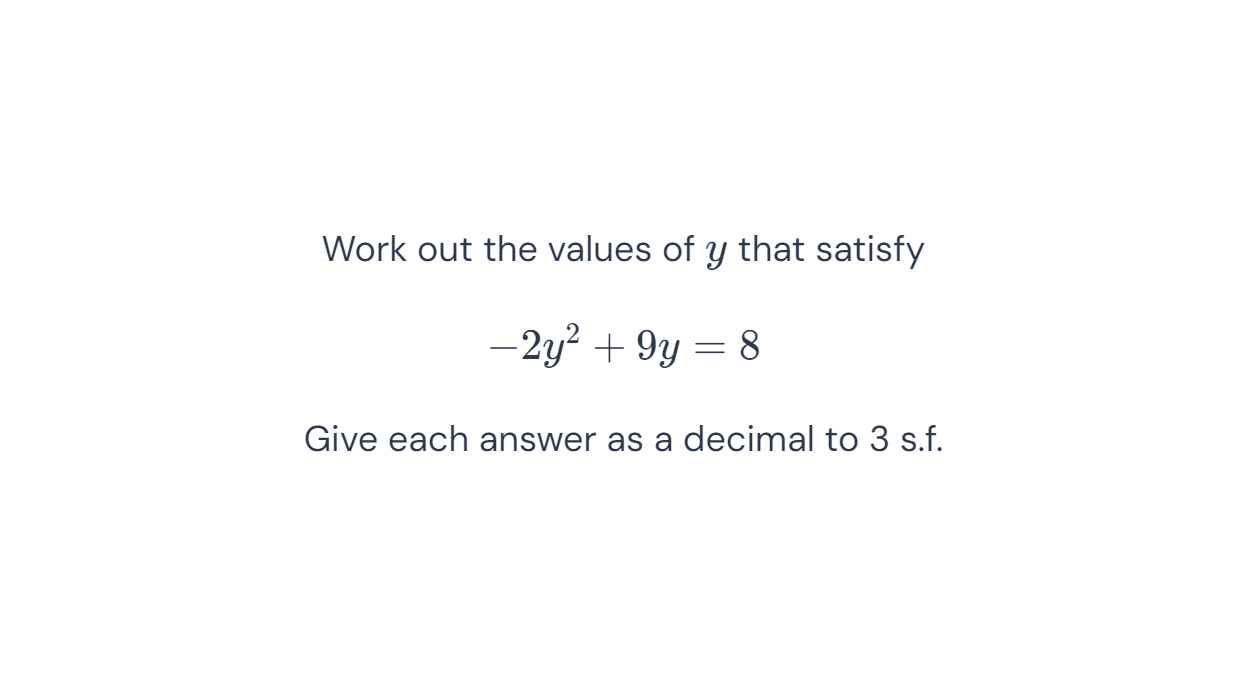 Work out the values of y that satisfy
−2y² + 9y = 8
Give each answer as a decimal to 3 s.f.